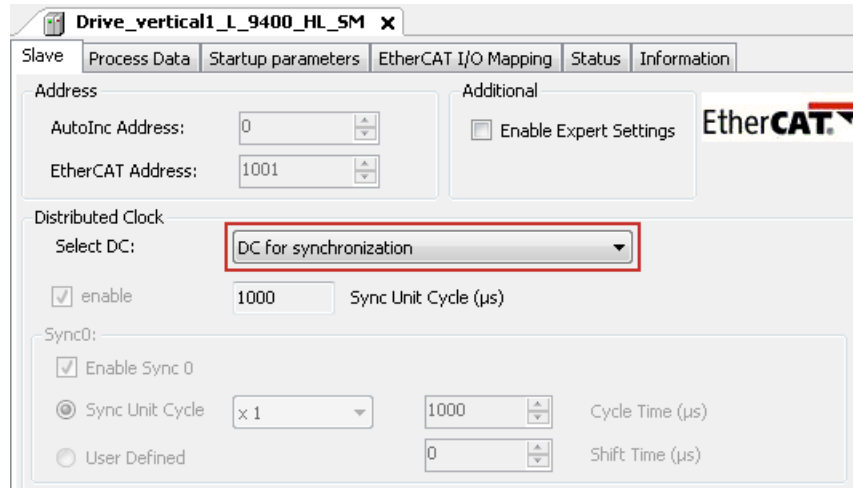 Drive_vertical1_L_9400_HL_SM x
Slave Process Data Startup parameters EtherCAT I/O Mapping Status Information
Address
AutoInc Address: 0
EtherCAT Address: 1001
Additional
Enable Expert Settings
EtherCAT.
Distributed Clock
Select DC: DC for synchronization
enable 1000 Sync Unit Cycle (µs)
Sync0:
Enable Sync 0
Sync Unit Cycle x 1 1000 Cycle Time (µs)
User Defined 0 Shift Time (µs)